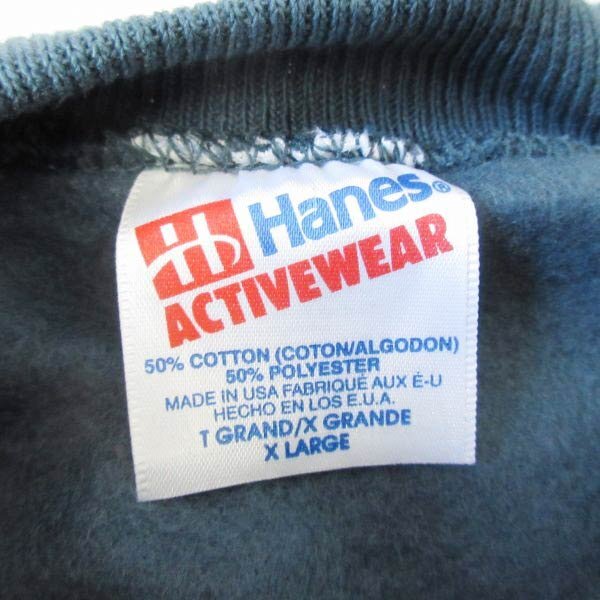 Hanes®
ACTIVEWEAR
50% COTTON (COTON/ALGODON)
50% POLYESTER
MADE IN USA FABRIQUÉ AUX É-U
HECHO EN LOS E.U.A.
T GRAND/X GRANDE
X LARGE